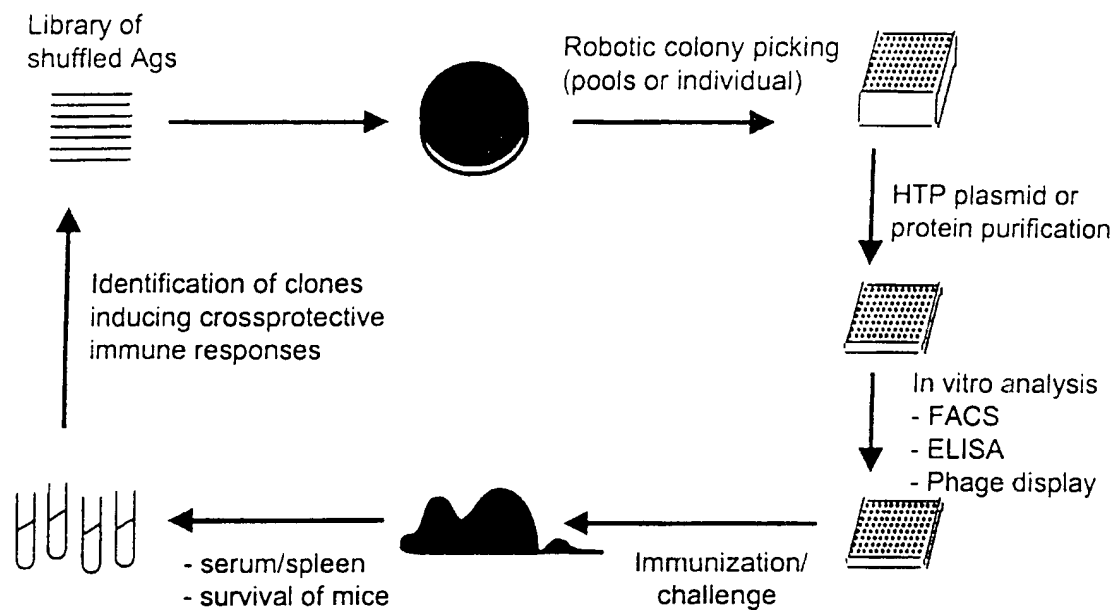 Library of
shuffled Ags
Robotic colony picking
(pools or individual)
HTP plasmid or
protein purification
Identification of clones
inducing crossprotective
immune responses
In vitro analysis
- FACS
- ELISA
- Phage display
Immunization/
challenge
- serum/spleen
- survival of mice